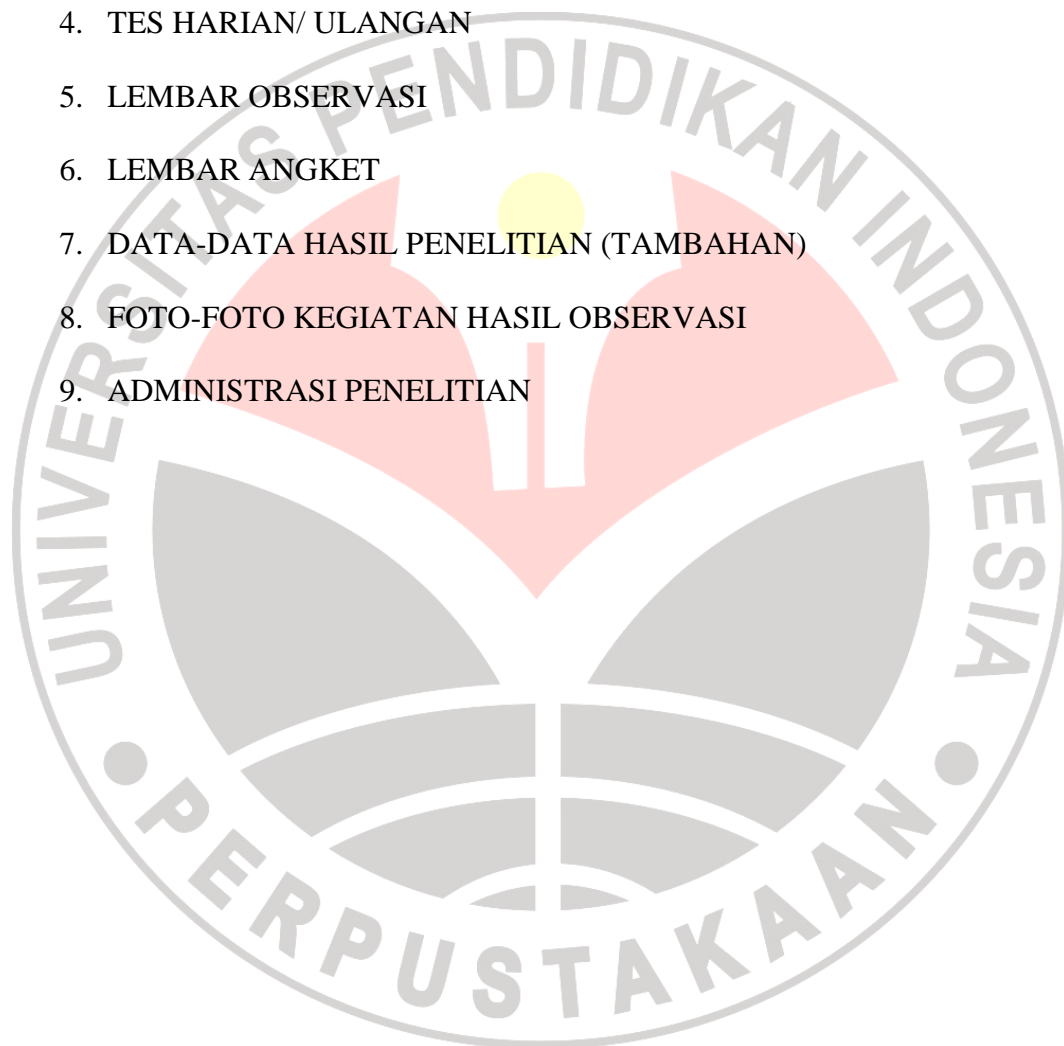 4. TES HARIAN/ ULANGAN
5. LEMBAR OBSERVASI
6. LEMBAR ANGKET
7. DATA-DATA HASIL PENELITIAN (TAMBAHAN)
8. FOTO-FOTO KEGIATAN HASIL OBSERVASI
9. ADMINISTRASI PENELITIAN
UNIVERSITAS PENDIDIKAN INDONESIA
PERPUSTAKAAN